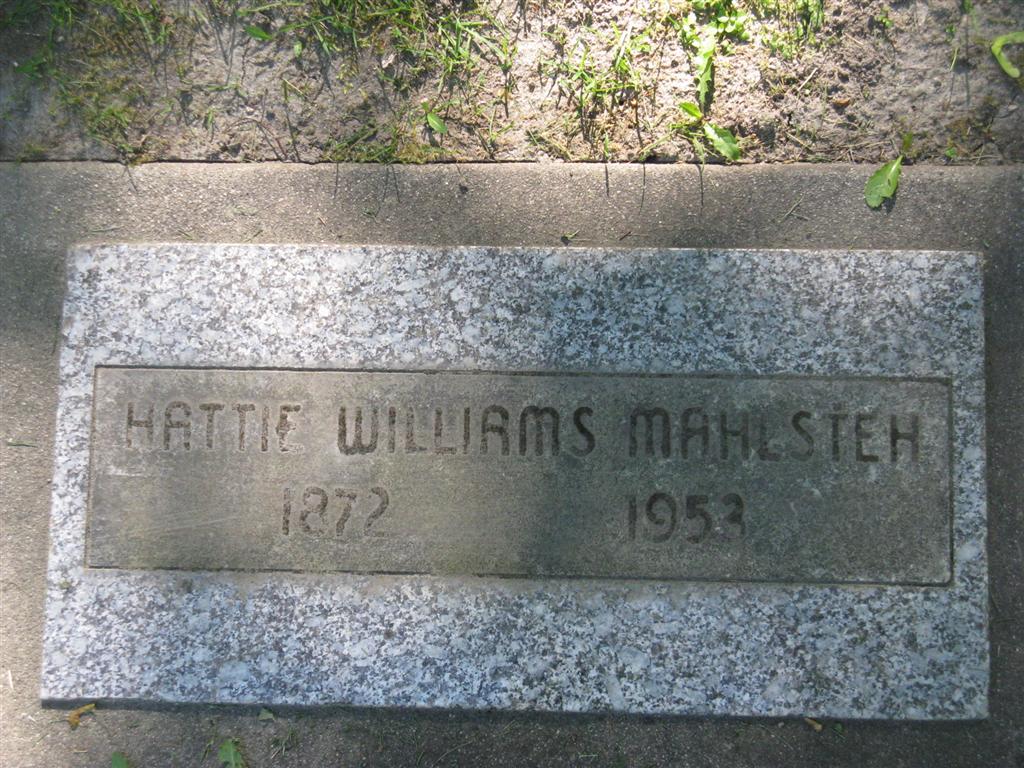 HATTIE WILLIAMS MAHLSTEH
1872 1953